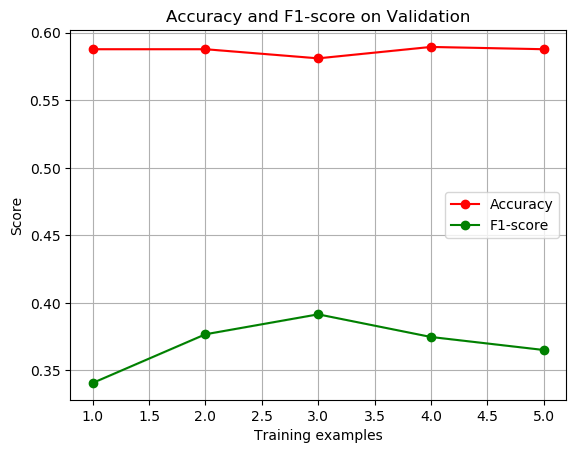 Accuracy and F1-score on Validation
0.60
0.55
0.50
0.45
0.40
0.35
Score
Accuracy
F1-score
1.0 1.5 2.0 2.5 3.0 3.5 4.0 4.5 5.0
Training examples